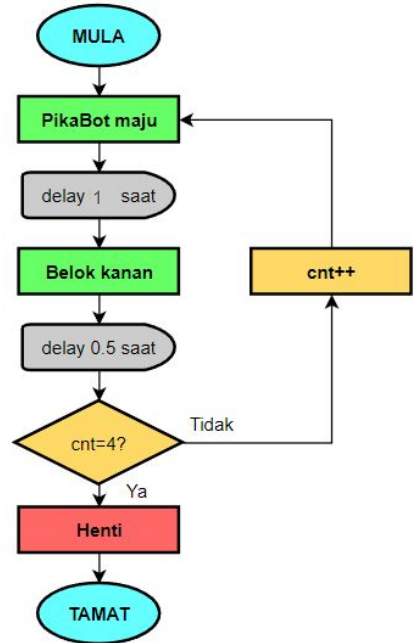 MULA
PikaBot maju
delay 1 saat
Belok kanan
cnt++
delay 0.5 saat
cnt=4?
Tidak
Ya
Henti
TAMAT